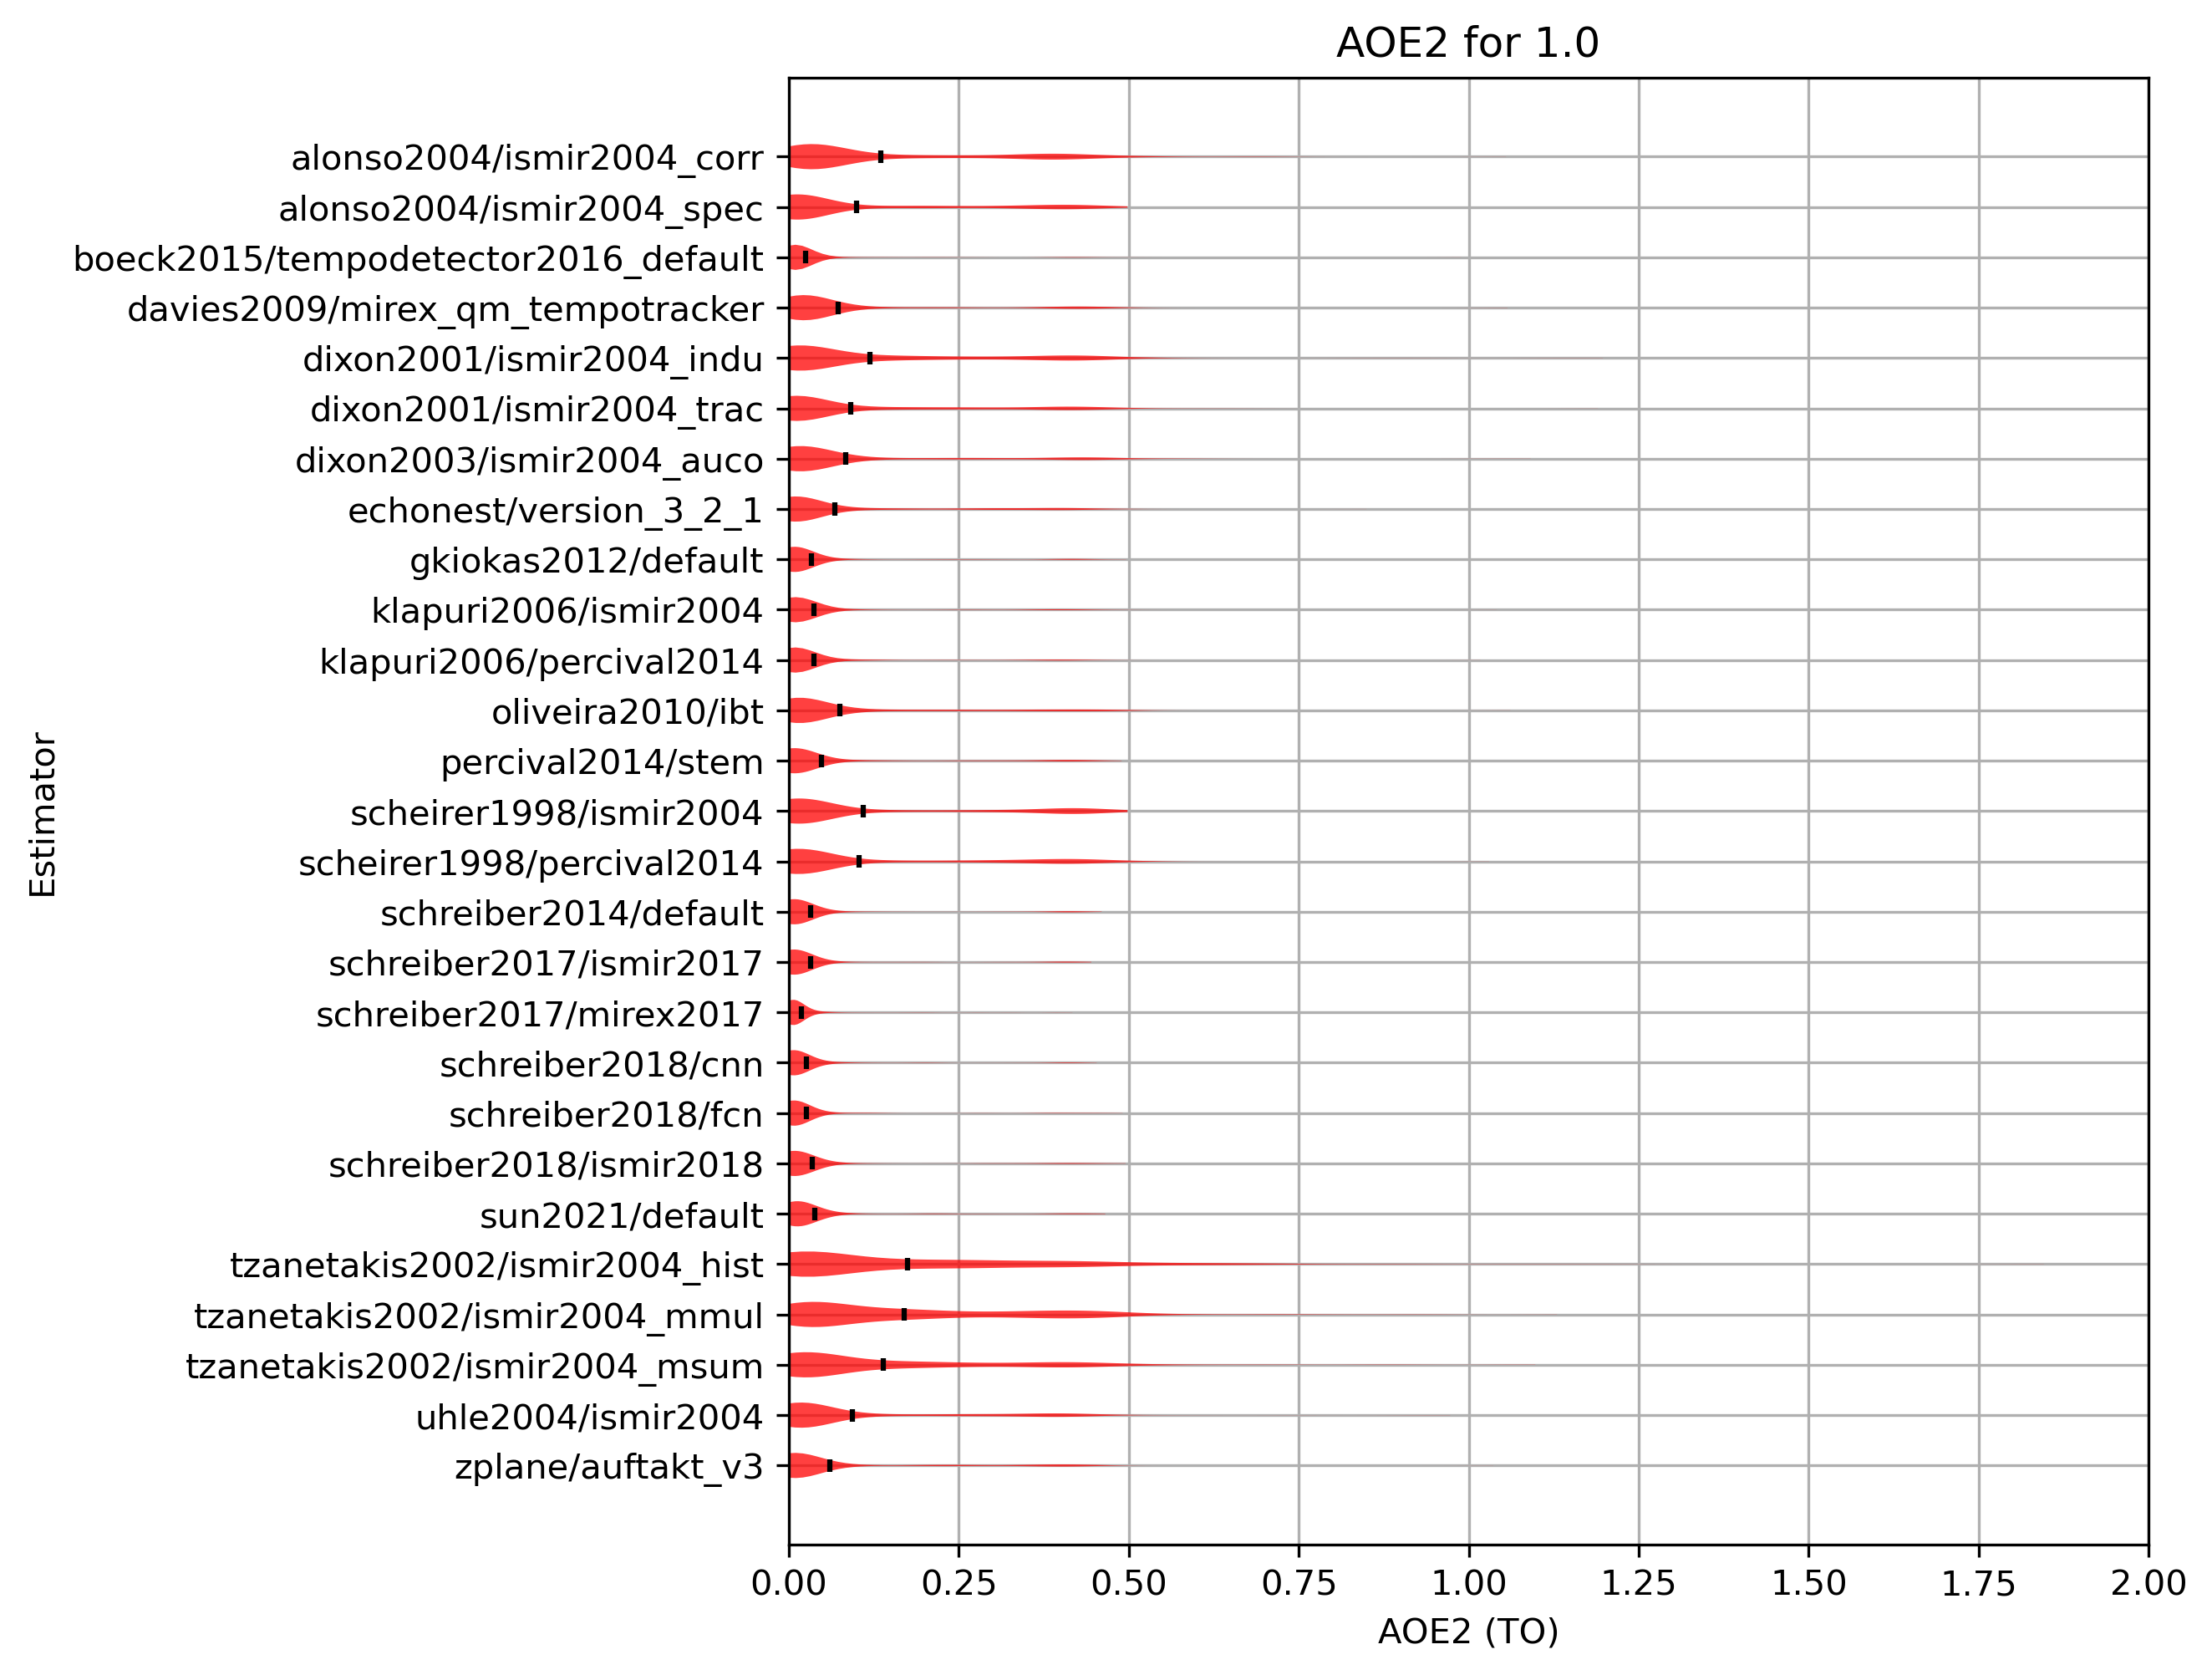 AOE2 for 1.0
alonso2004/ismir2004_corr
alonso2004/ismir2004_spec
boeck2015/tempodetector2016_default
davies2009/mirex_qm_tempotracker
dixon2001/ismir2004_indu
dixon2001/ismir2004_trac
dixon2003/ismir2004_auco
echonest/version_3_2_1
gkiokas2012/default
klapuri2006/ismir2004
klapuri2006/percival2014
oliveira2010/ibt
percival2014/stem
scheirer1998/ismir2004
scheirer1998/percival2014
schreiber2014/default
schreiber2017/ismir2017
schreiber2017/mirex2017
schreiber2018/cnn
schreiber2018/fcn
schreiber2018/ismir2018
sun2021/default
tzanetakis2002/ismir2004_hist
tzanetakis2002/ismir2004_mmul
tzanetakis2002/ismir2004_msum
uhle2004/ismir2004
zplane/auftakt_v3
Estimator
0.00 0.25 0.50 0.75 1.00 1.25 1.50 1.75 2.00
AOE2 (TO)